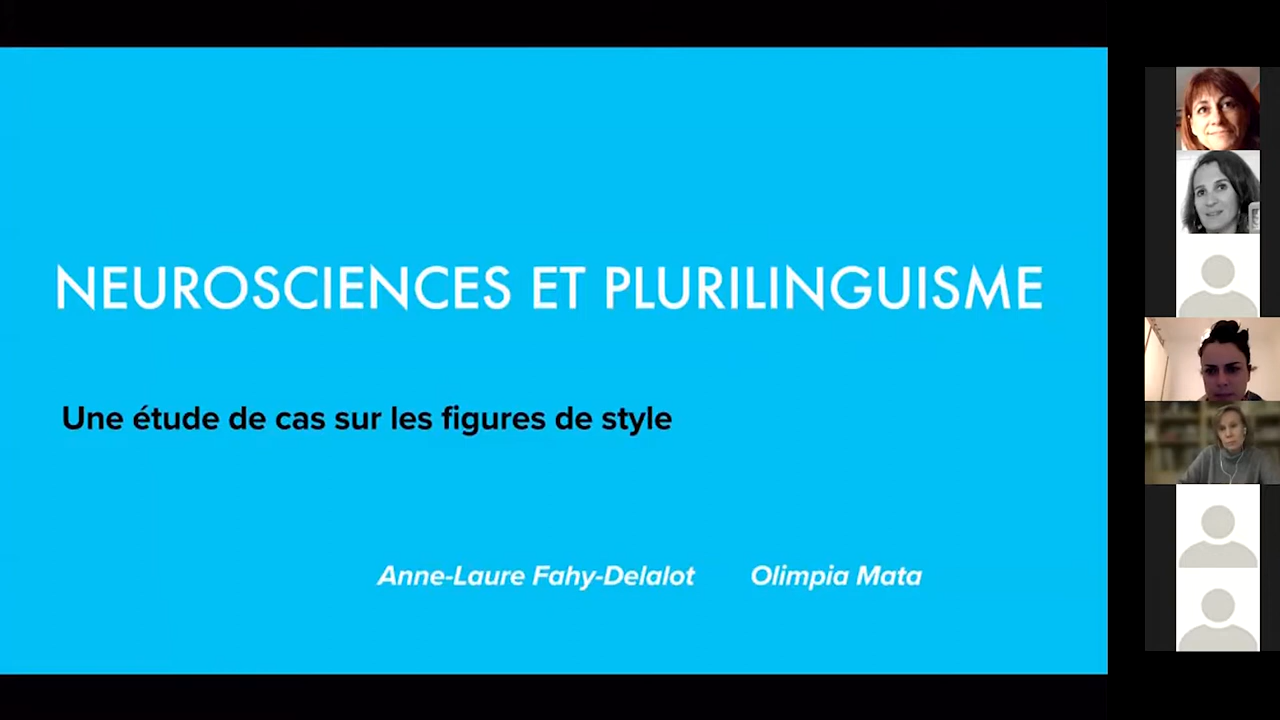 NEUROSCIENCES ET PLURILINGUISME
Une étude de cas sur les figures de style
Anne-Laure Fahy-Delalot Olimpia Mata